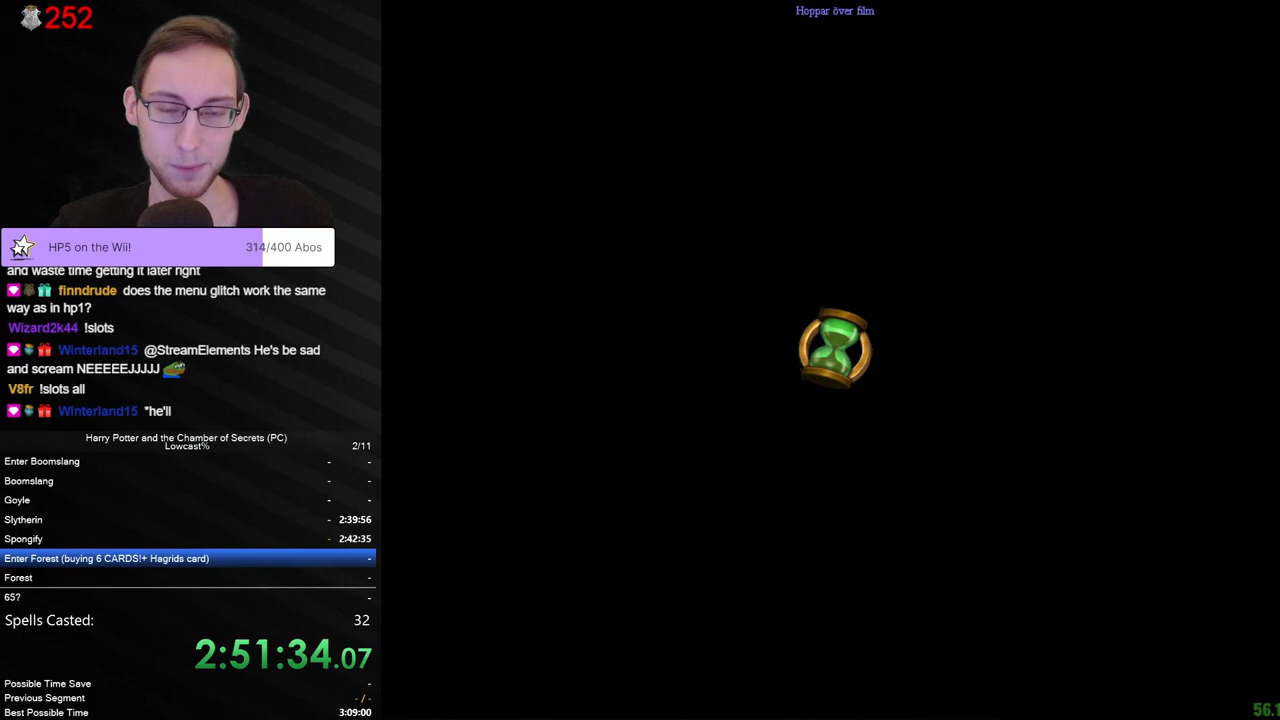 252
Hoppar över film
HP5 on the Wii! 314/400 Abos
and waste time getting it later right
finndrude does the menu glitch work the same
way as in hp1?
Wizard2k44 !slots
Winterland15 @StreamElements He's be sad
and scream NEEEEEJJJJJ
V8fr !slots all
Winterland15 *he'll
Harry Potter and the Chamber of Secrets (PC)
Lowcast% 2/11
Enter Boomslang - -
Boomslang - -
Goyle - -
Slytherin - 2:39:56
Spongify - 2:42:35
Enter Forest (buying 6 CARDS!+ Hagrids card) -
Forest -
65? -
Spells Casted: 32
2:51:34.07
Possible Time Save -
Previous Segment - / -
Best Possible Time 3:09:00